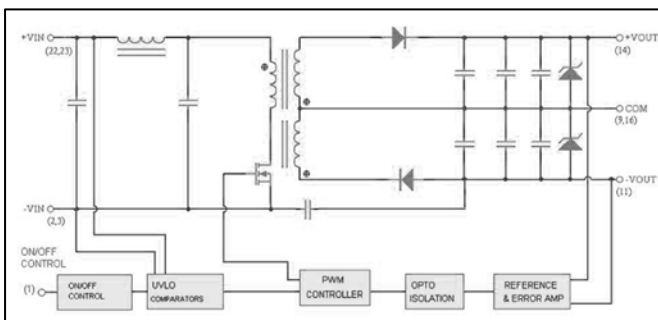 +VIN
(22,23)
+VOUT
(14)
COM
(9,16)
-VOUT
(11)
-VIN
(2,3)
ON/OFF
CONTROL
(1)
ON/OFF
CONTROL
UVLO
COMPARATORS
PWM
CONTROLLER
OPTO
ISOLATION
REFERENCE
& ERROR AMP